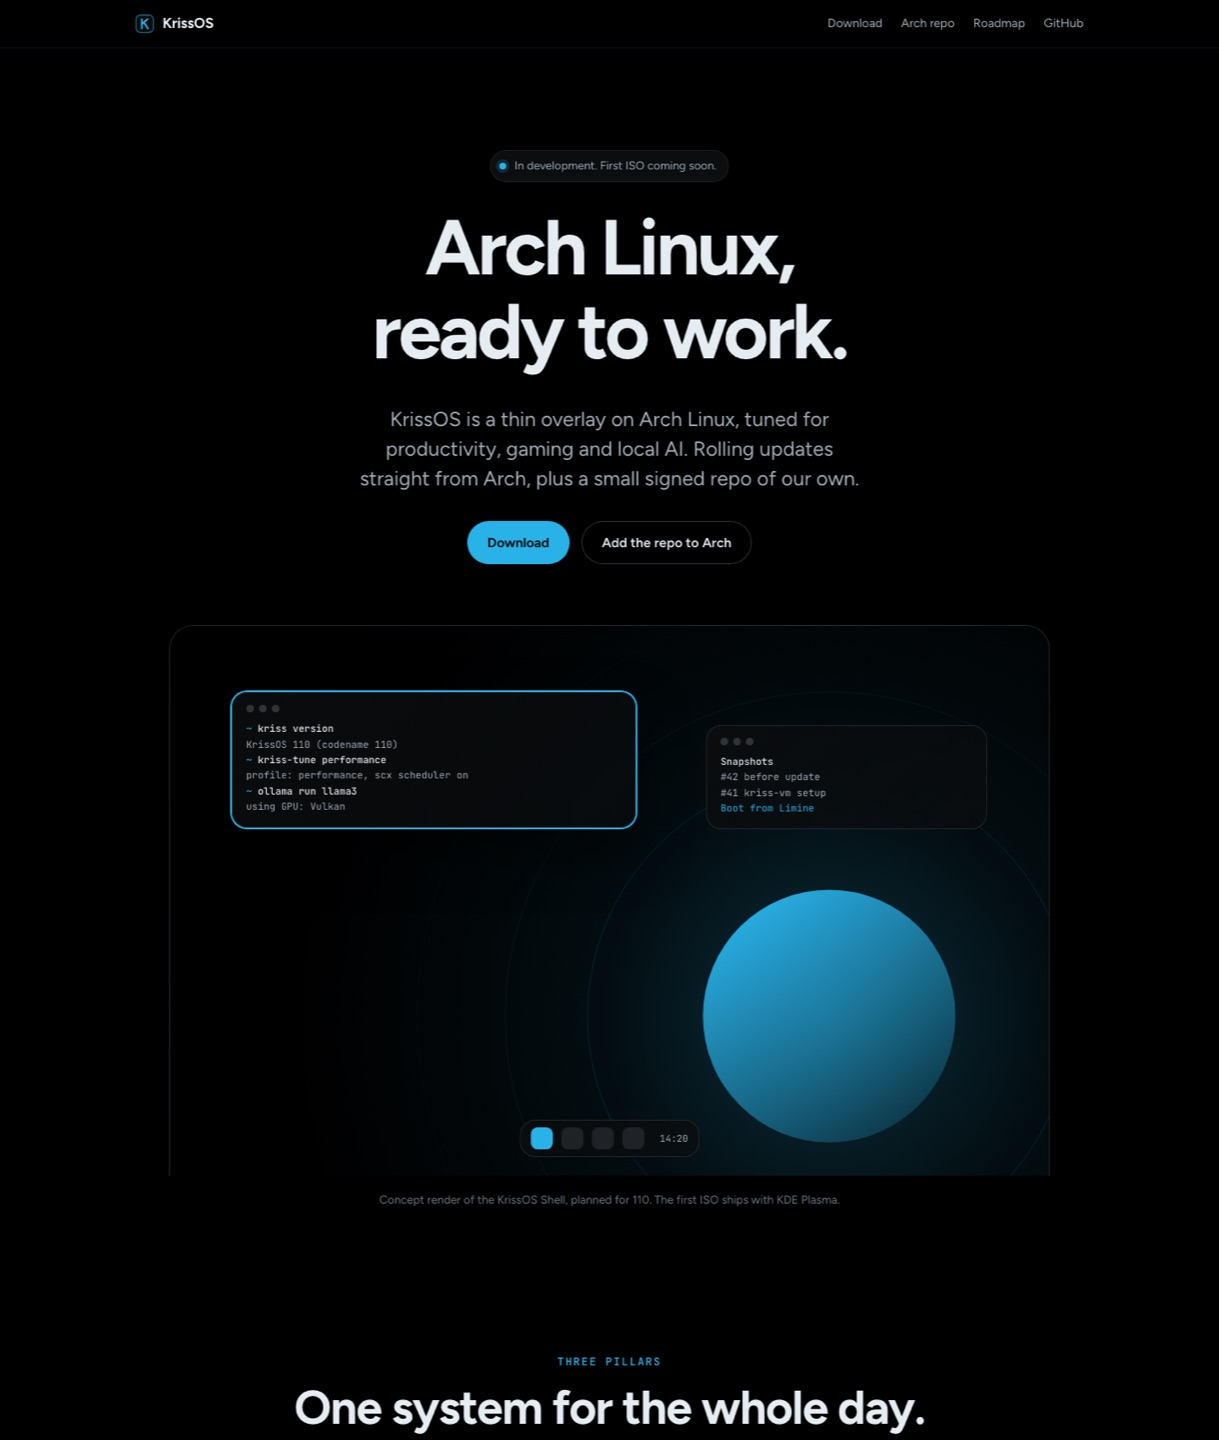 K KrissOS
Download Arch repo Roadmap GitHub
In development. First ISO coming soon.
Arch Linux,
ready to work.
KrissOS is a thin overlay on Arch Linux, tuned for
productivity, gaming and local AI. Rolling updates
straight from Arch, plus a small signed repo of our own.
Download
Add the repo to Arch
~ kriss version
KrissOS 110 (codename 110)
~ kriss-tune performance
profile: performance, scx scheduler on
~ ollama run llama3
using GPU: Vulkan
Snapshots
#42 before update
#41 kriss-vm setup
Boot from Limine
14:20
Concept render of the KrissOS Shell, planned for 110. The first ISO ships with KDE Plasma.
THREE PILLARS
One system for the whole day.